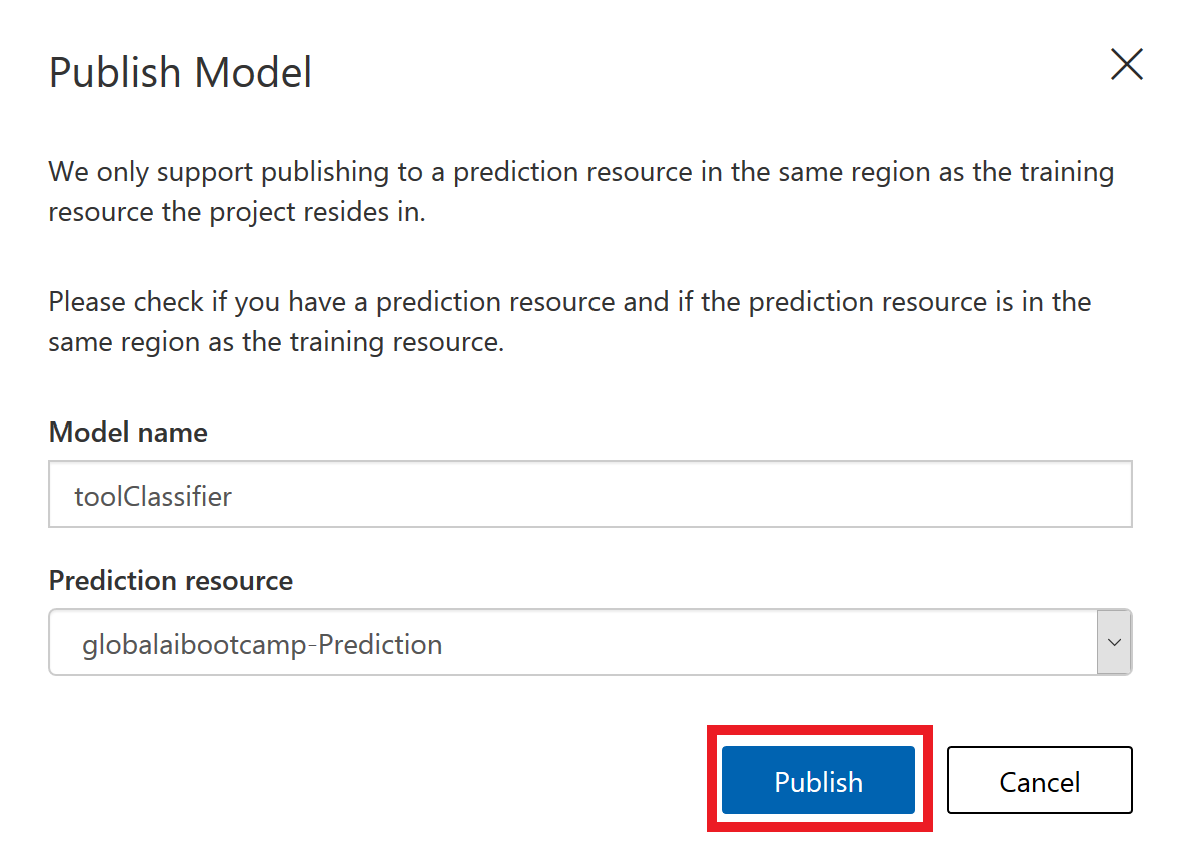 Publish Model
We only support publishing to a prediction resource in the same region as the training
resource the project resides in.
Please check if you have a prediction resource and if the prediction resource is in the
same region as the training resource.
Model name
toolClassifier
Prediction resource
globalaibootcamp-Prediction
Publish
Cancel